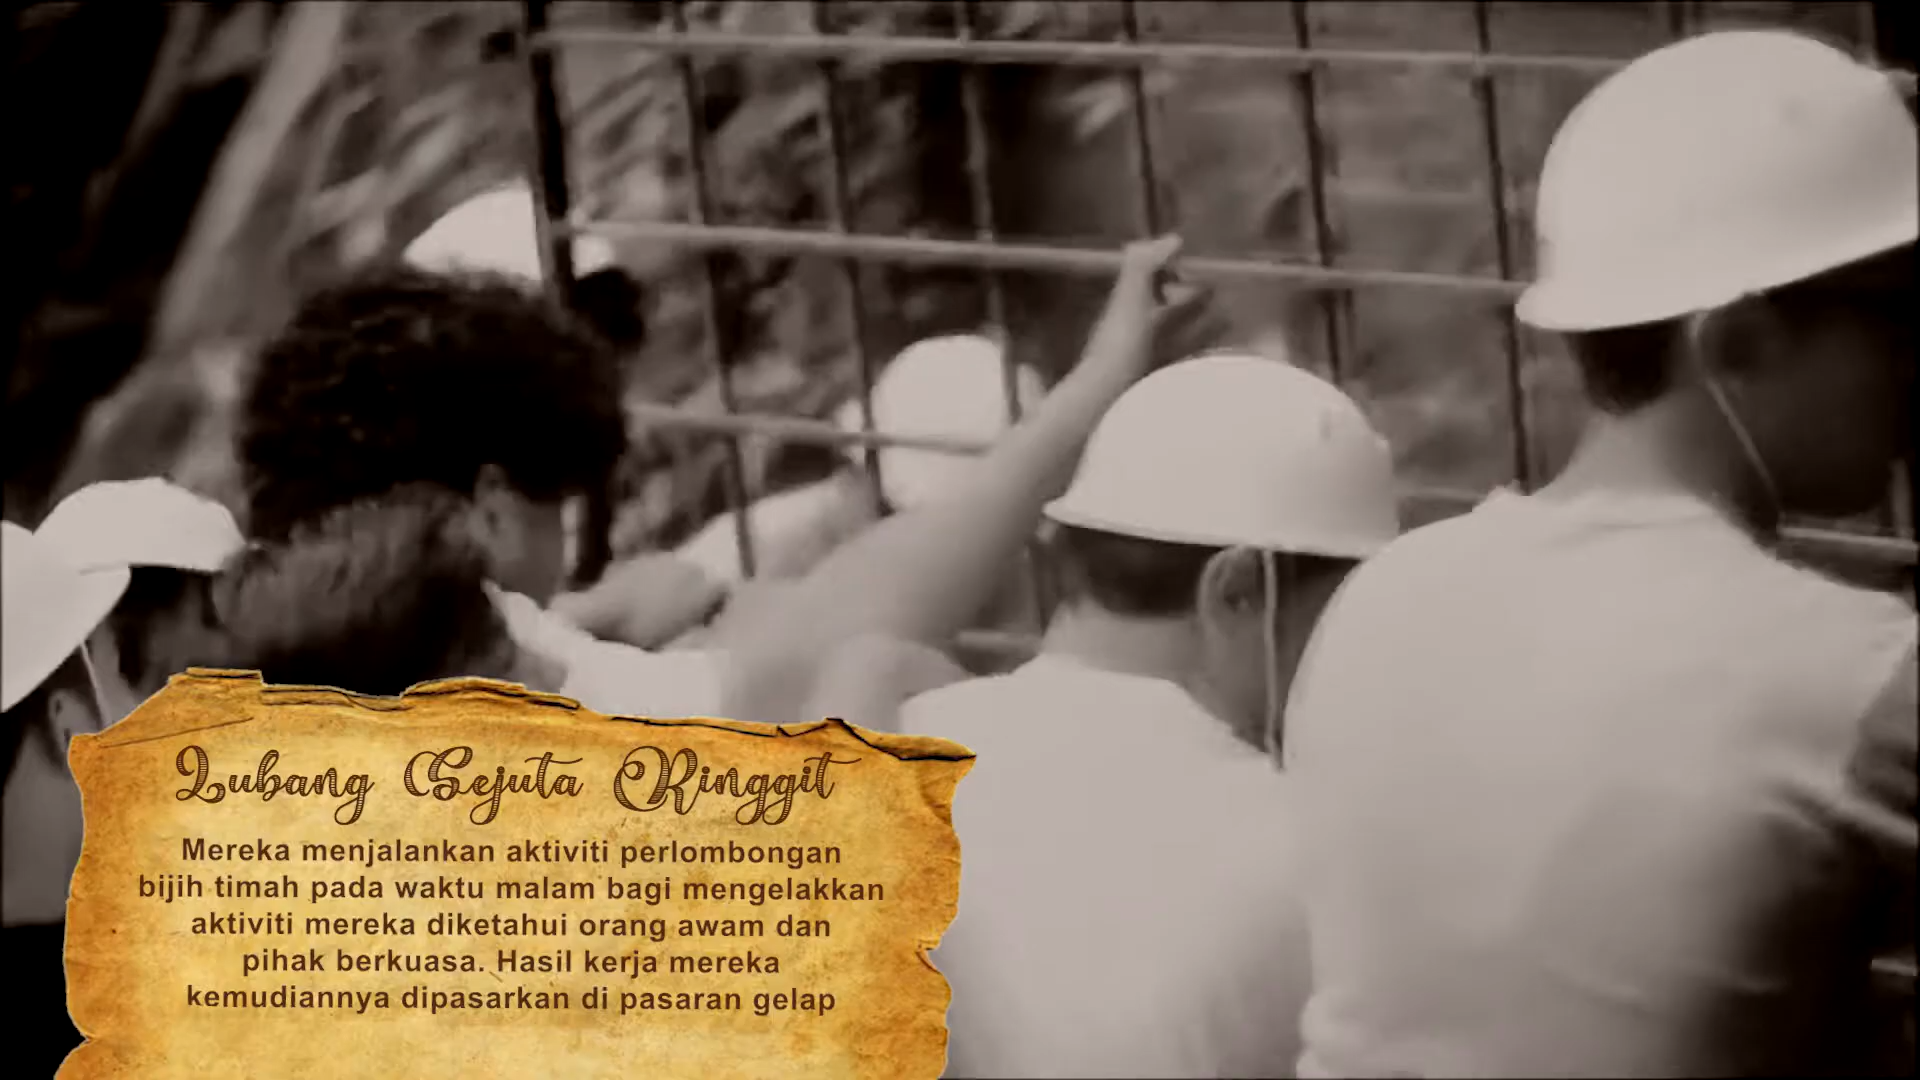 Lubang Sejuta Ringgit
Mereka menjalankan aktiviti perlombongan
bijih timah pada waktu malam bagi mengelakkan
aktiviti mereka diketahui orang awam dan
pihak berkuasa. Hasil kerja mereka
kemudiannya dipasarkan di pasaran gelap